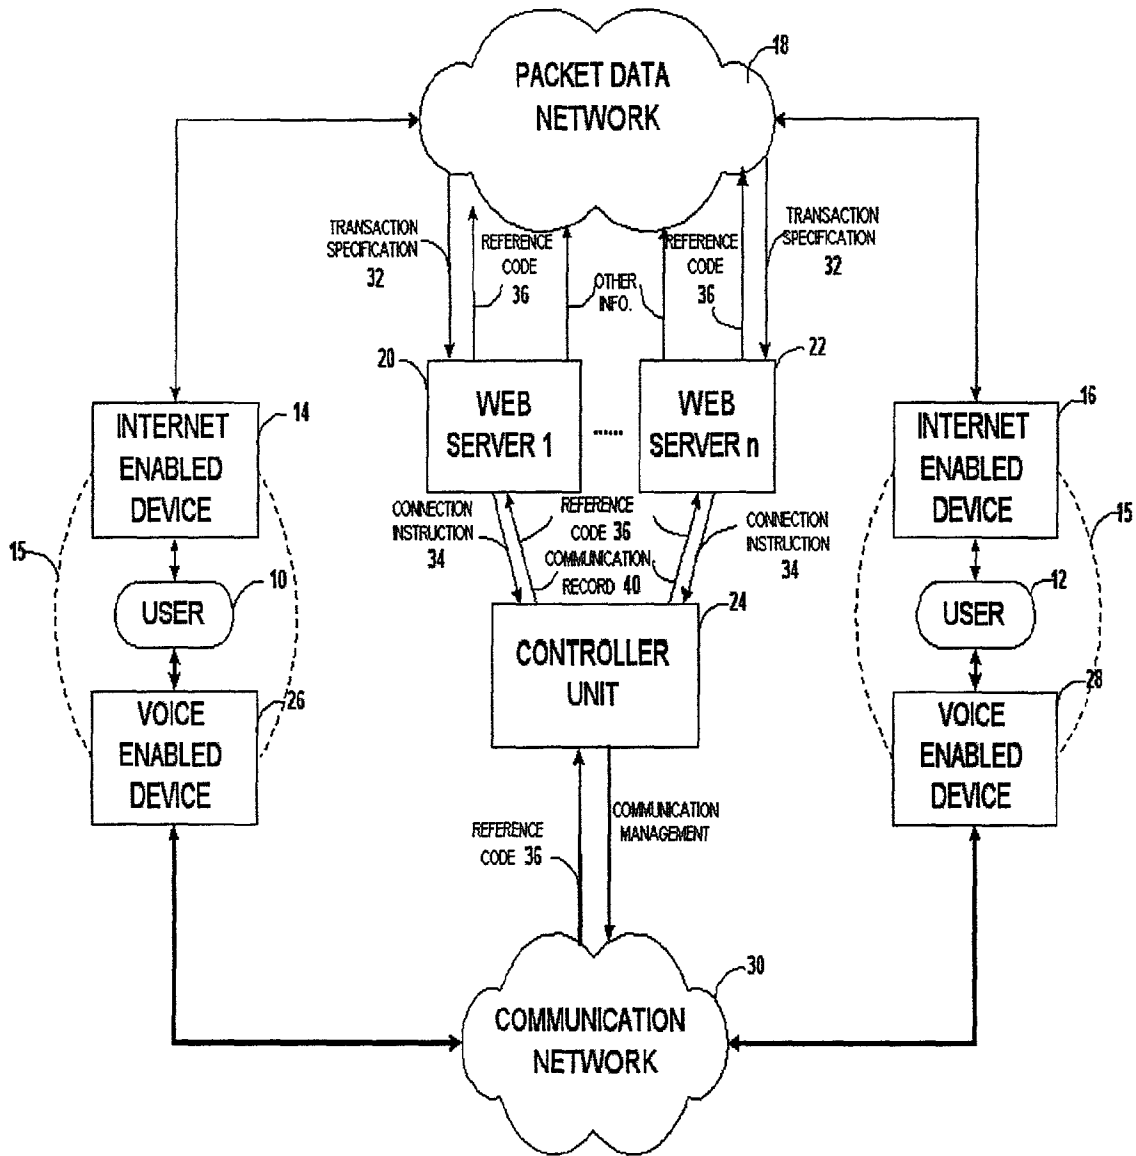 18
PACKET DATA
NETWORK
TRANSACTION
SPECIFICATION
32
REFERENCE
CODE
36
OTHER
INFO.
REFERENCE
CODE
36
TRANSACTION
SPECIFICATION
32
20
WEB
SERVER 1
......
22
WEB
SERVER n
14
INTERNET
ENABLED
DEVICE
16
INTERNET
ENABLED
DEVICE
CONNECTION
INSTRUCTION
34
REFERENCE
CODE 36
COMMUNICATION
RECORD 40
CONNECTION
INSTRUCTION
34
15
10
USER
15
12
USER
24
CONTROLLER
UNIT
26
VOICE
ENABLED
DEVICE
28
VOICE
ENABLED
DEVICE
REFERENCE
CODE 36
COMMUNICATION
MANAGEMENT
30
COMMUNICATION
NETWORK